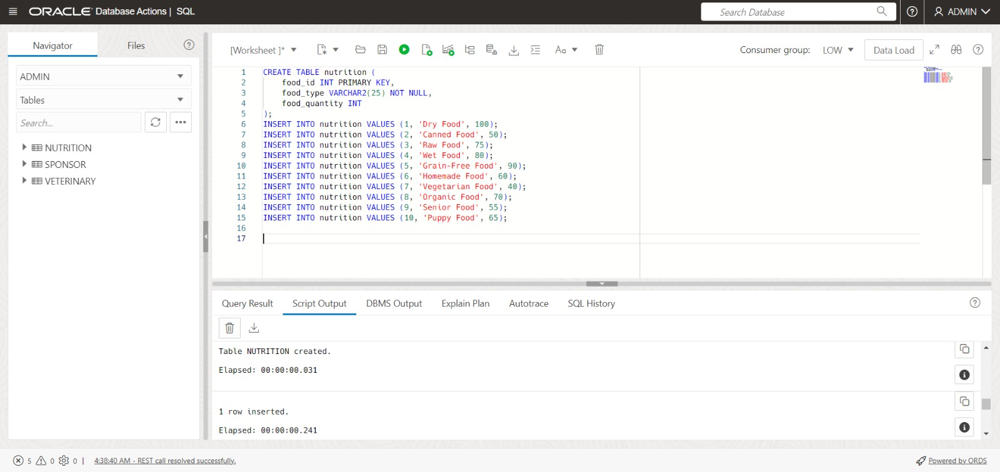 ORACLE Database Actions | SQL
Search Database
ADMIN
Navigator
Files
[Worksheet ]*
Aa
Consumer group:
LOW
Data Load
ADMIN
Tables
Search...
NUTRITION
SPONSOR
VETERINARY
1 CREATE TABLE nutrition (
2 food_id INT PRIMARY KEY,
3 food_type VARCHAR2(25) NOT NULL,
4 food_quantity INT
5 );
6 INSERT INTO nutrition VALUES (1, 'Dry Food', 100);
7 INSERT INTO nutrition VALUES (2, 'Canned Food', 50);
8 INSERT INTO nutrition VALUES (3, 'Raw Food', 75);
9 INSERT INTO nutrition VALUES (4, 'Wet Food', 80);
10 INSERT INTO nutrition VALUES (5, 'Grain-Free Food', 90);
11 INSERT INTO nutrition VALUES (6, 'Homemade Food', 60);
12 INSERT INTO nutrition VALUES (7, 'Vegetarian Food', 40);
13 INSERT INTO nutrition VALUES (8, 'Organic Food', 70);
14 INSERT INTO nutrition VALUES (9, 'Senior Food', 55);
15 INSERT INTO nutrition VALUES (10, 'Puppy Food', 65);
16
17
Query Result
Script Output
DBMS Output
Explain Plan
Autotrace
SQL History
Table NUTRITION created.
Elapsed: 00:00:00.031
1 row inserted.
Elapsed: 00:00:00.241
5 0 0 | 4:38:40 AM - REST call resolved successfully.
Powered by ORDS